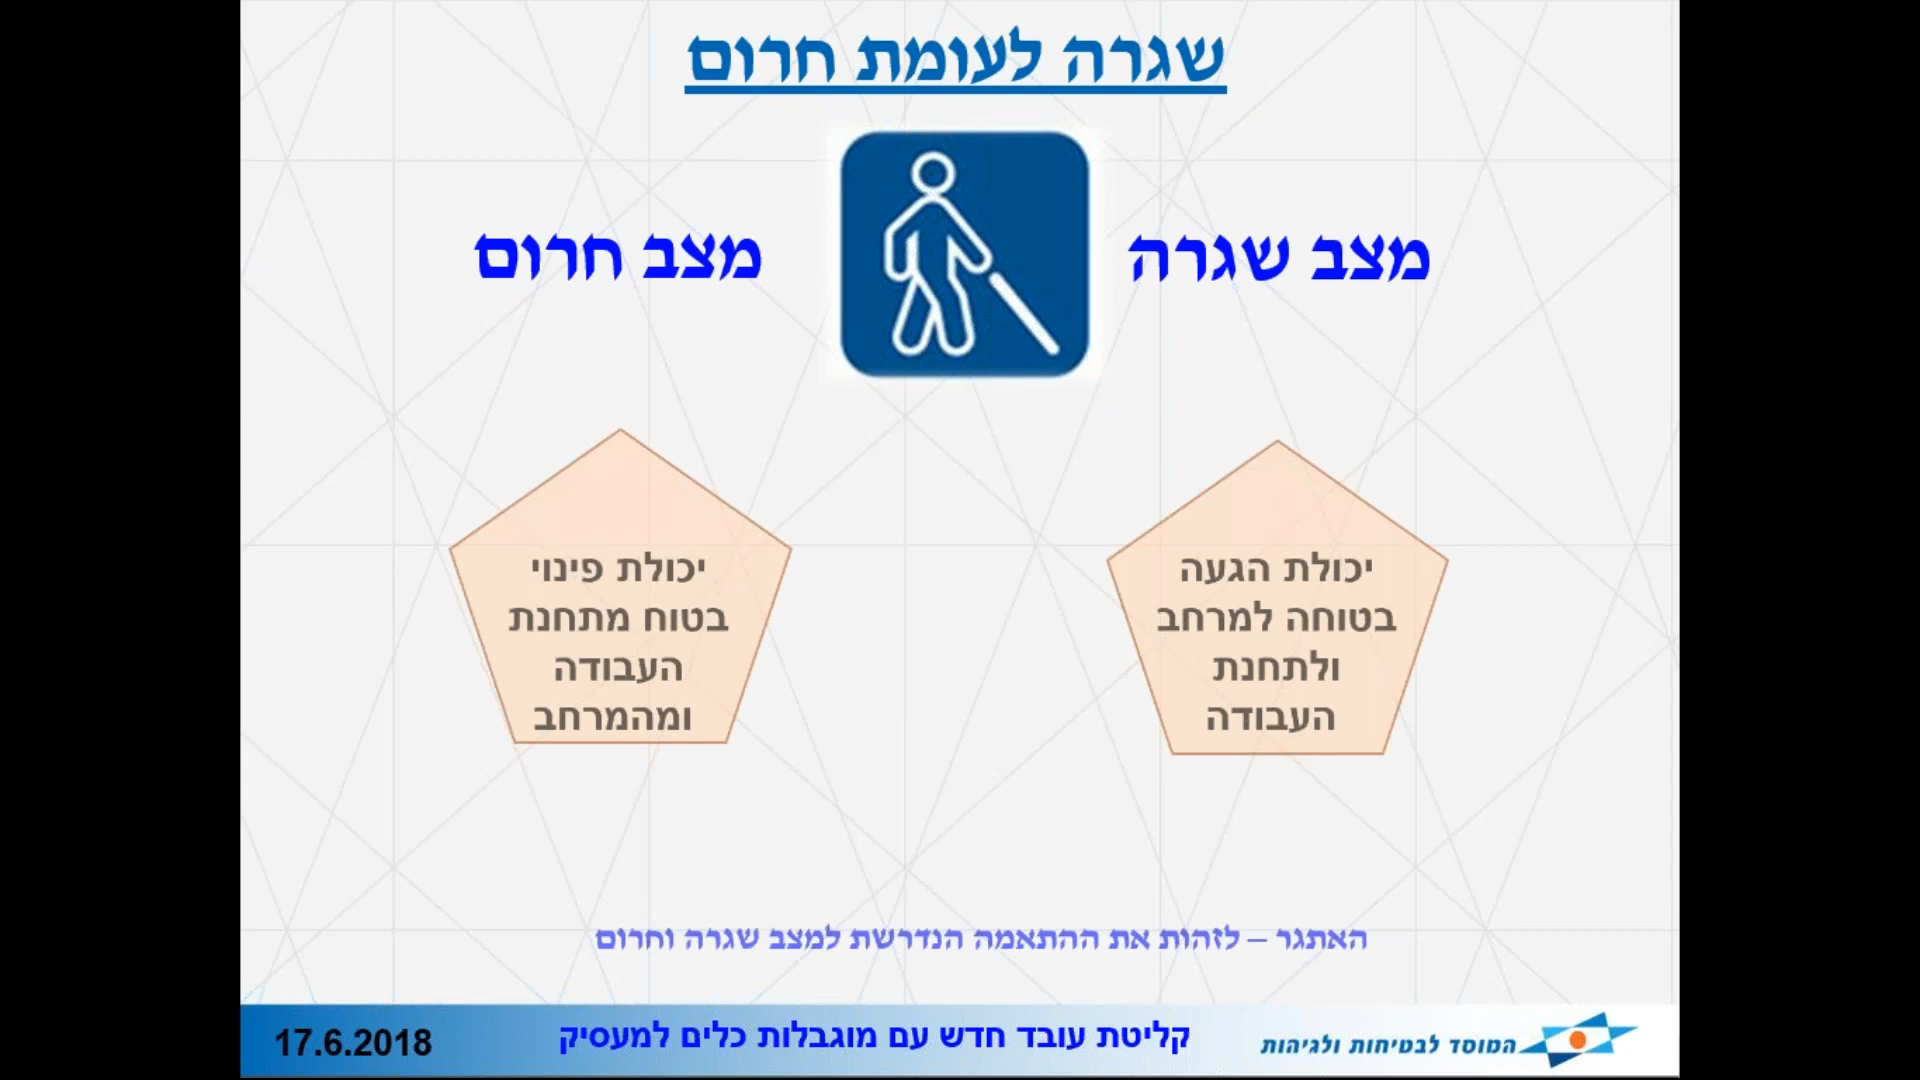 שגרה לעומת חרום
מצב שגרה
מצב חרום
יכולת הגעה
בטוחה למרחב
ולתחנת
העבודה
יכולת פינוי
בטוח מתחנת
העבודה
ומהמרחב
האתגר – לזהות את ההתאמה הנדרשת למצב שגרה וחרום
המוסד לבטיחות ולגיהות
קליטת עובד חדש עם מוגבלות כלים למעסיק
17.6.2018